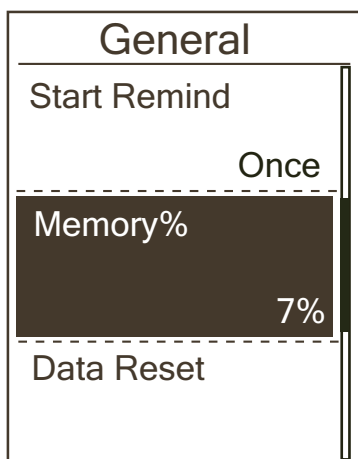 General
Start Remind
Once
Memory%
7%
Data Reset